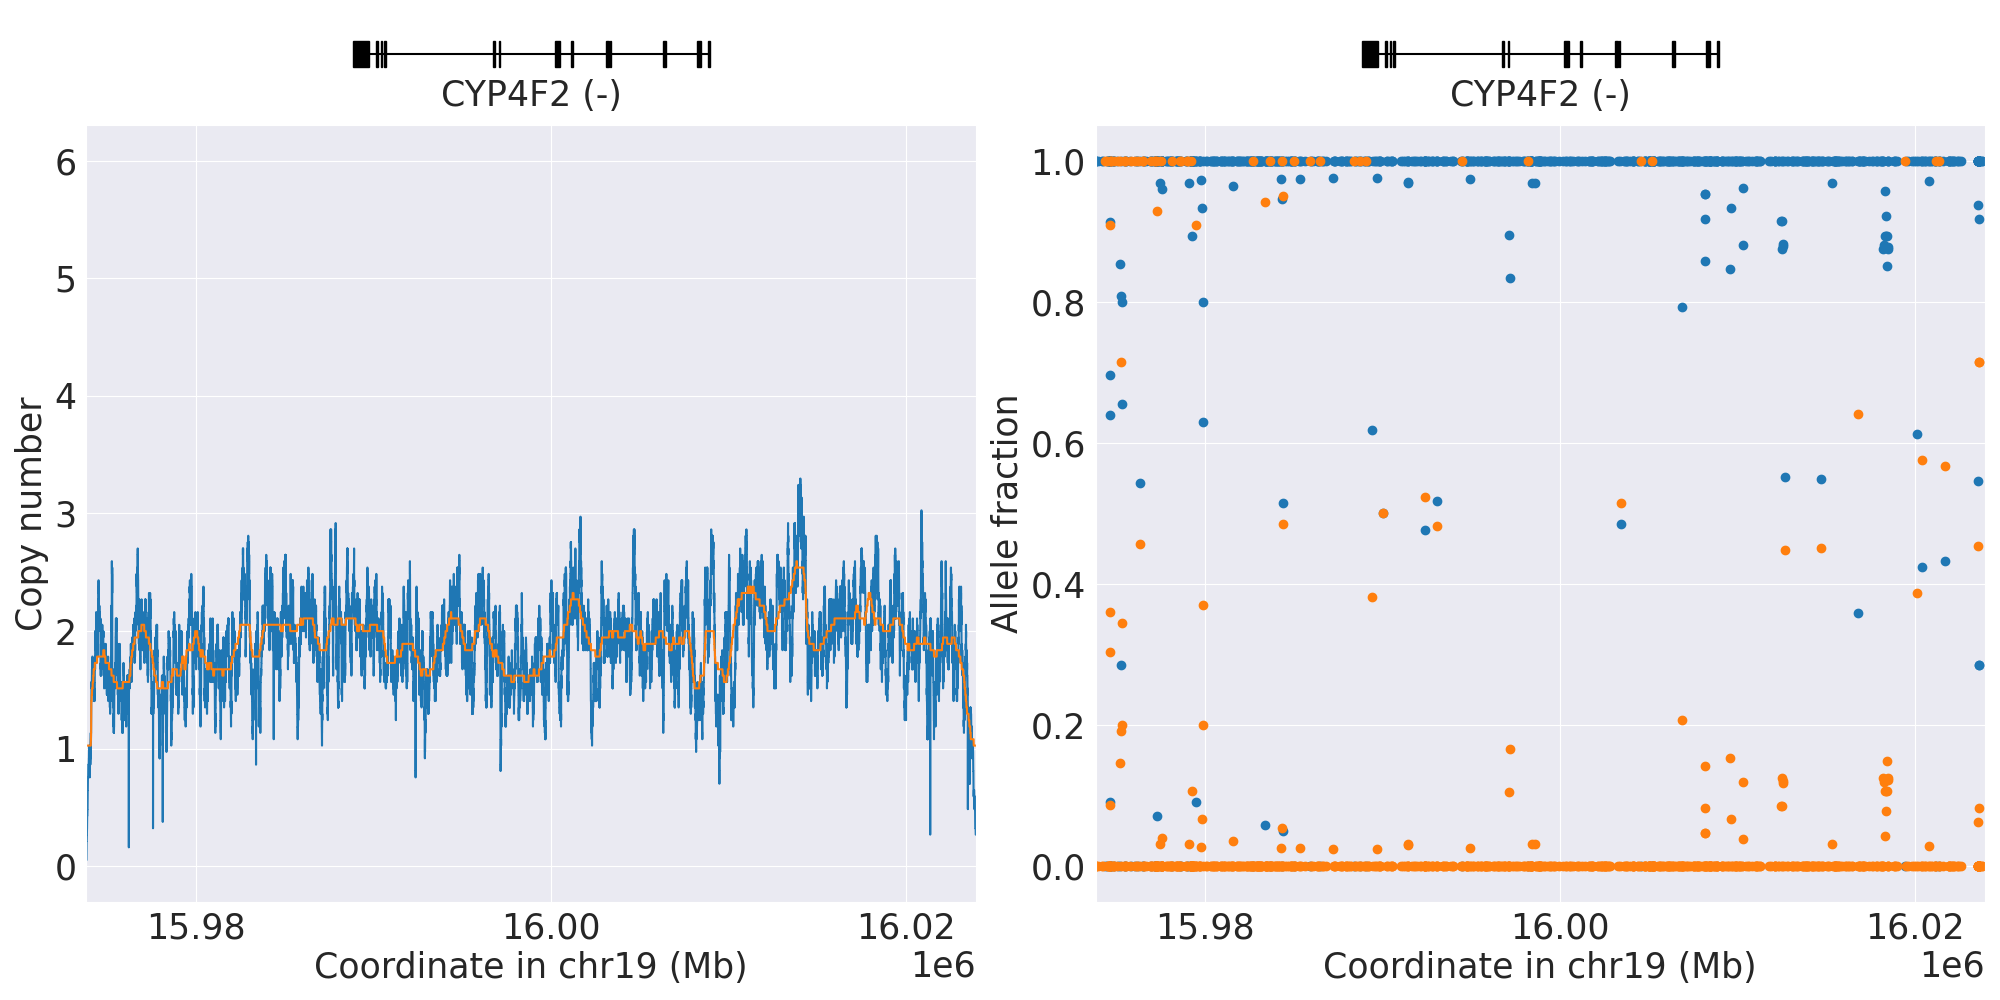 CYP4F2 (-)
6
5
4
3
2
1
0
Copy number
15.98
16.00
16.02
Coordinate in chr19 (Mb)
1e6
CYP4F2 (-)
1.0
0.8
0.6
0.4
0.2
0.0
Allele fraction
15.98
16.00
16.02
Coordinate in chr19 (Mb)
1e6